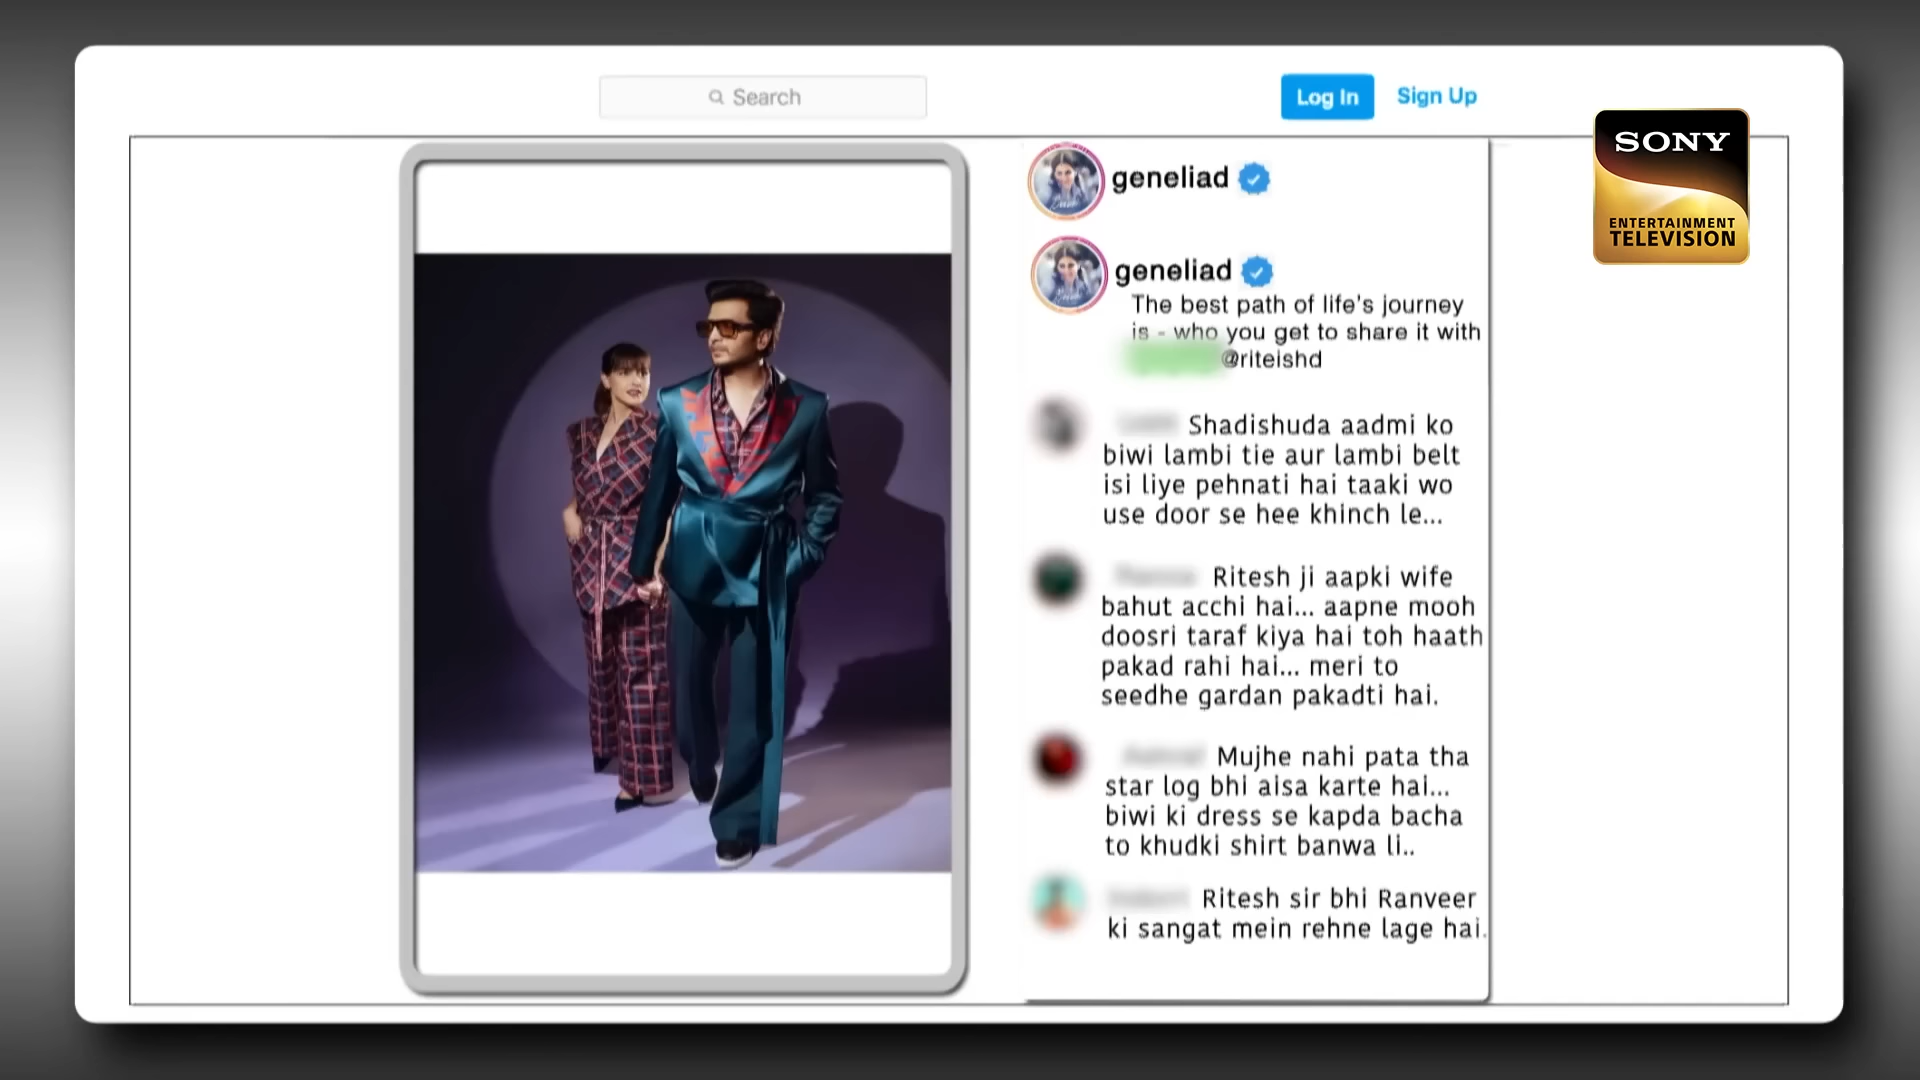 Search
Log In
Sign Up
SONY
ENTERTAINMENT
TELEVISION
geneliad
geneliad
The best path of life's journey
is - who you get to share it with
@riteishd
Shadishuda aadmi ko
biwi lambi tie aur lambi belt
isi liye pehnati hai taaki wo
use door se hee khinch le...
Ritesh ji aapki wife
bahut acchi hai... aapne mooh
doosri taraf kiya hai toh haath
pakad rahi hai... meri to
seedhe gardan pakadti hai.
Mujhe nahi pata tha
star log bhi aisa karte hai...
biwi ki dress se kapda bacha
to khudki shirt banwa li..
Ritesh sir bhi Ranveer
ki sangat mein rehne lage hai.